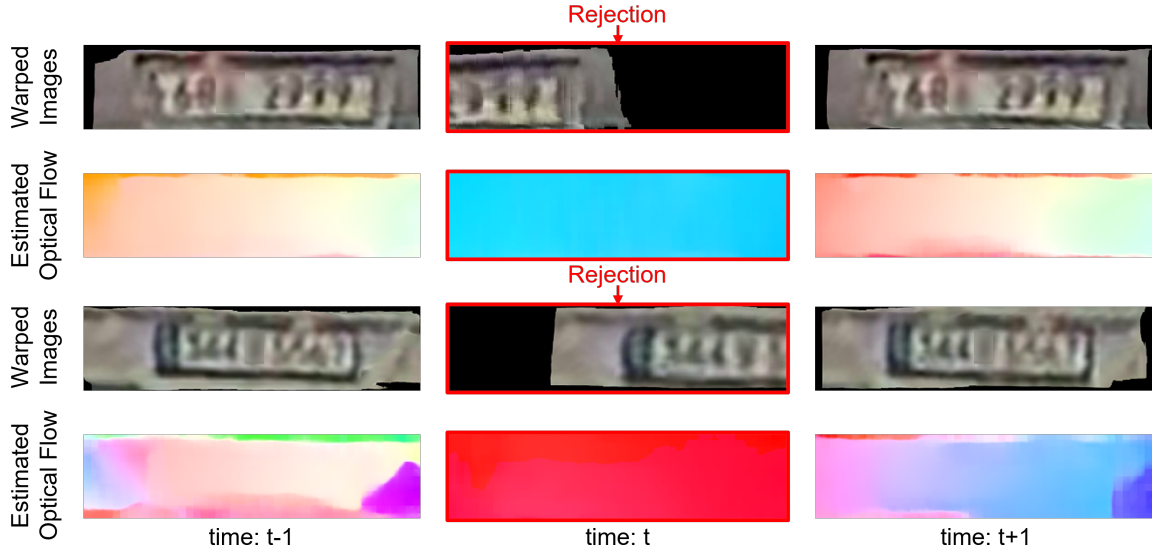 Rejection
Warped
Images
Estimated
Optical Flow
Rejection
Warped
Images
Estimated
Optical Flow
time: t-1
time: t
time: t+1